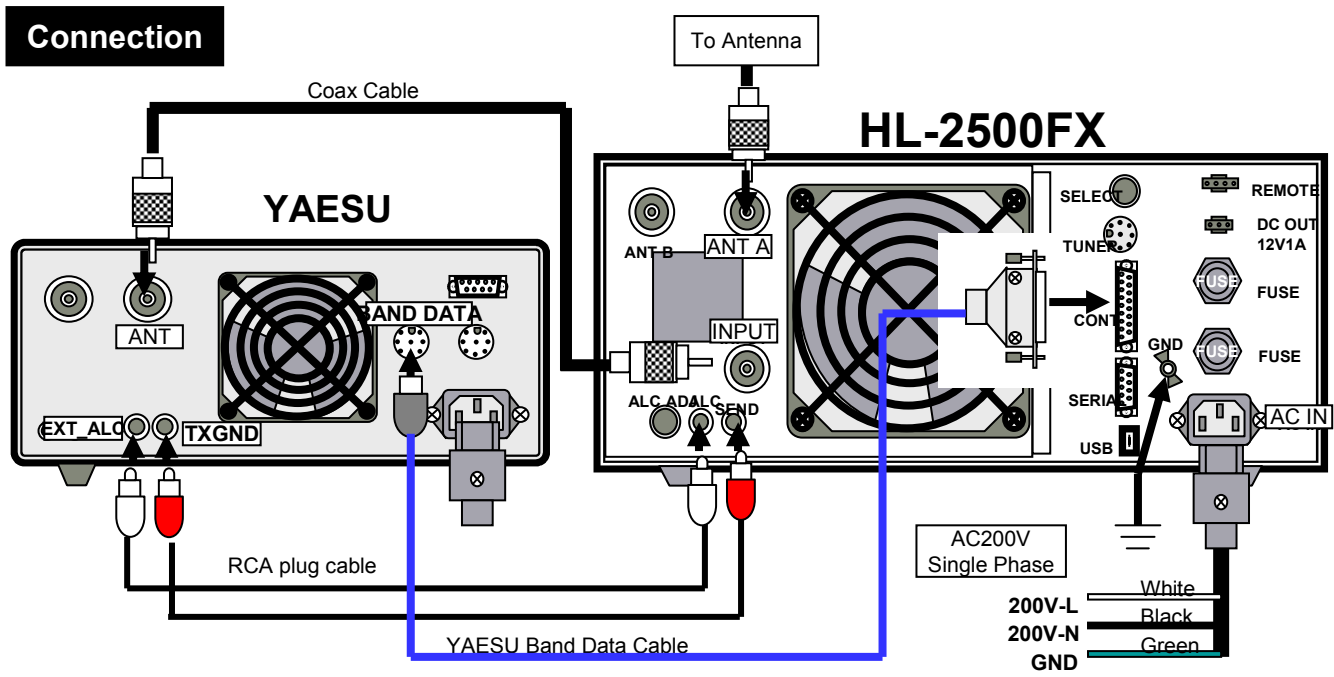 Connection
To Antenna
Coax Cable
HL-2500FX
YAESU
SELECT
REMOTE
ANT B
ANT A
DC OUT
12V1A
TUNER
ANT
BAND DATA
INPUT
FUSE
FUSE
CONT
FUSE
FUSE
GND
EXT_ALC
TXGND
ALC ADJ
ALC
SEND
SERIAL
USB
AC IN
RCA plug cable
AC200V
Single Phase
200V-L
White
200V-N
Black
GND
Green
YAESU Band Data Cable